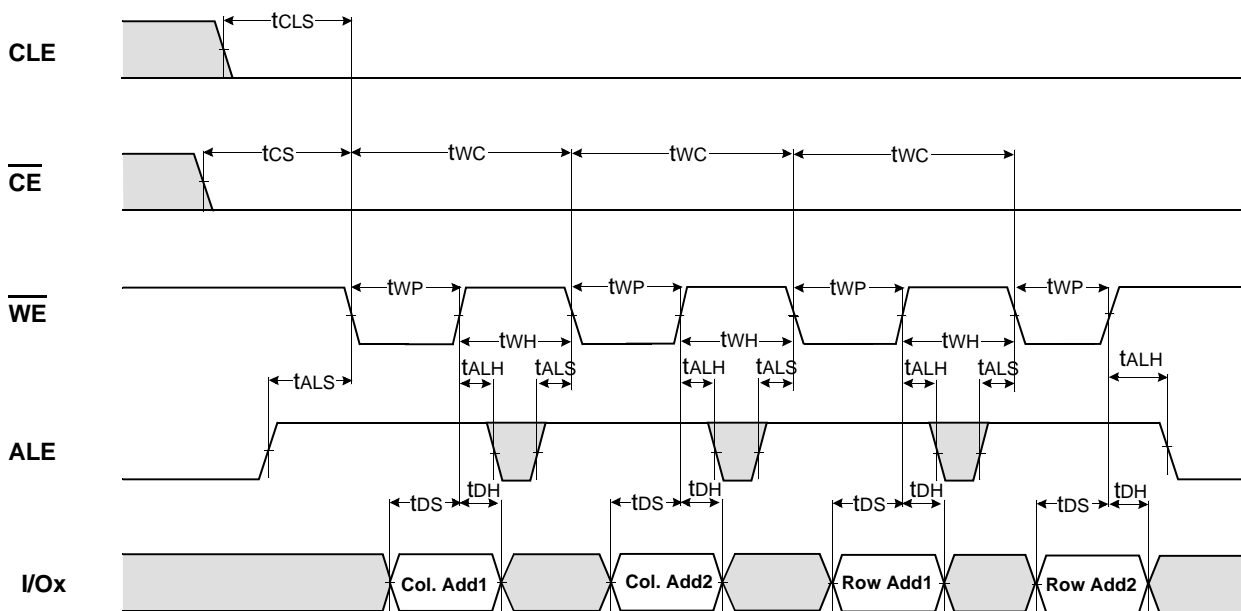 tCLS
CLE
tCS tWC tWC tWC
CE
tWP tWP tWP tWP
WE
tWH tWH tWH
tALS tALH tALS tALH tALS tALH tALS tALH
ALE
tDS tDH tDS tDH tDS tDH tDS tDH
I/Ox Col. Add1 Col. Add2 Row Add1 Row Add2